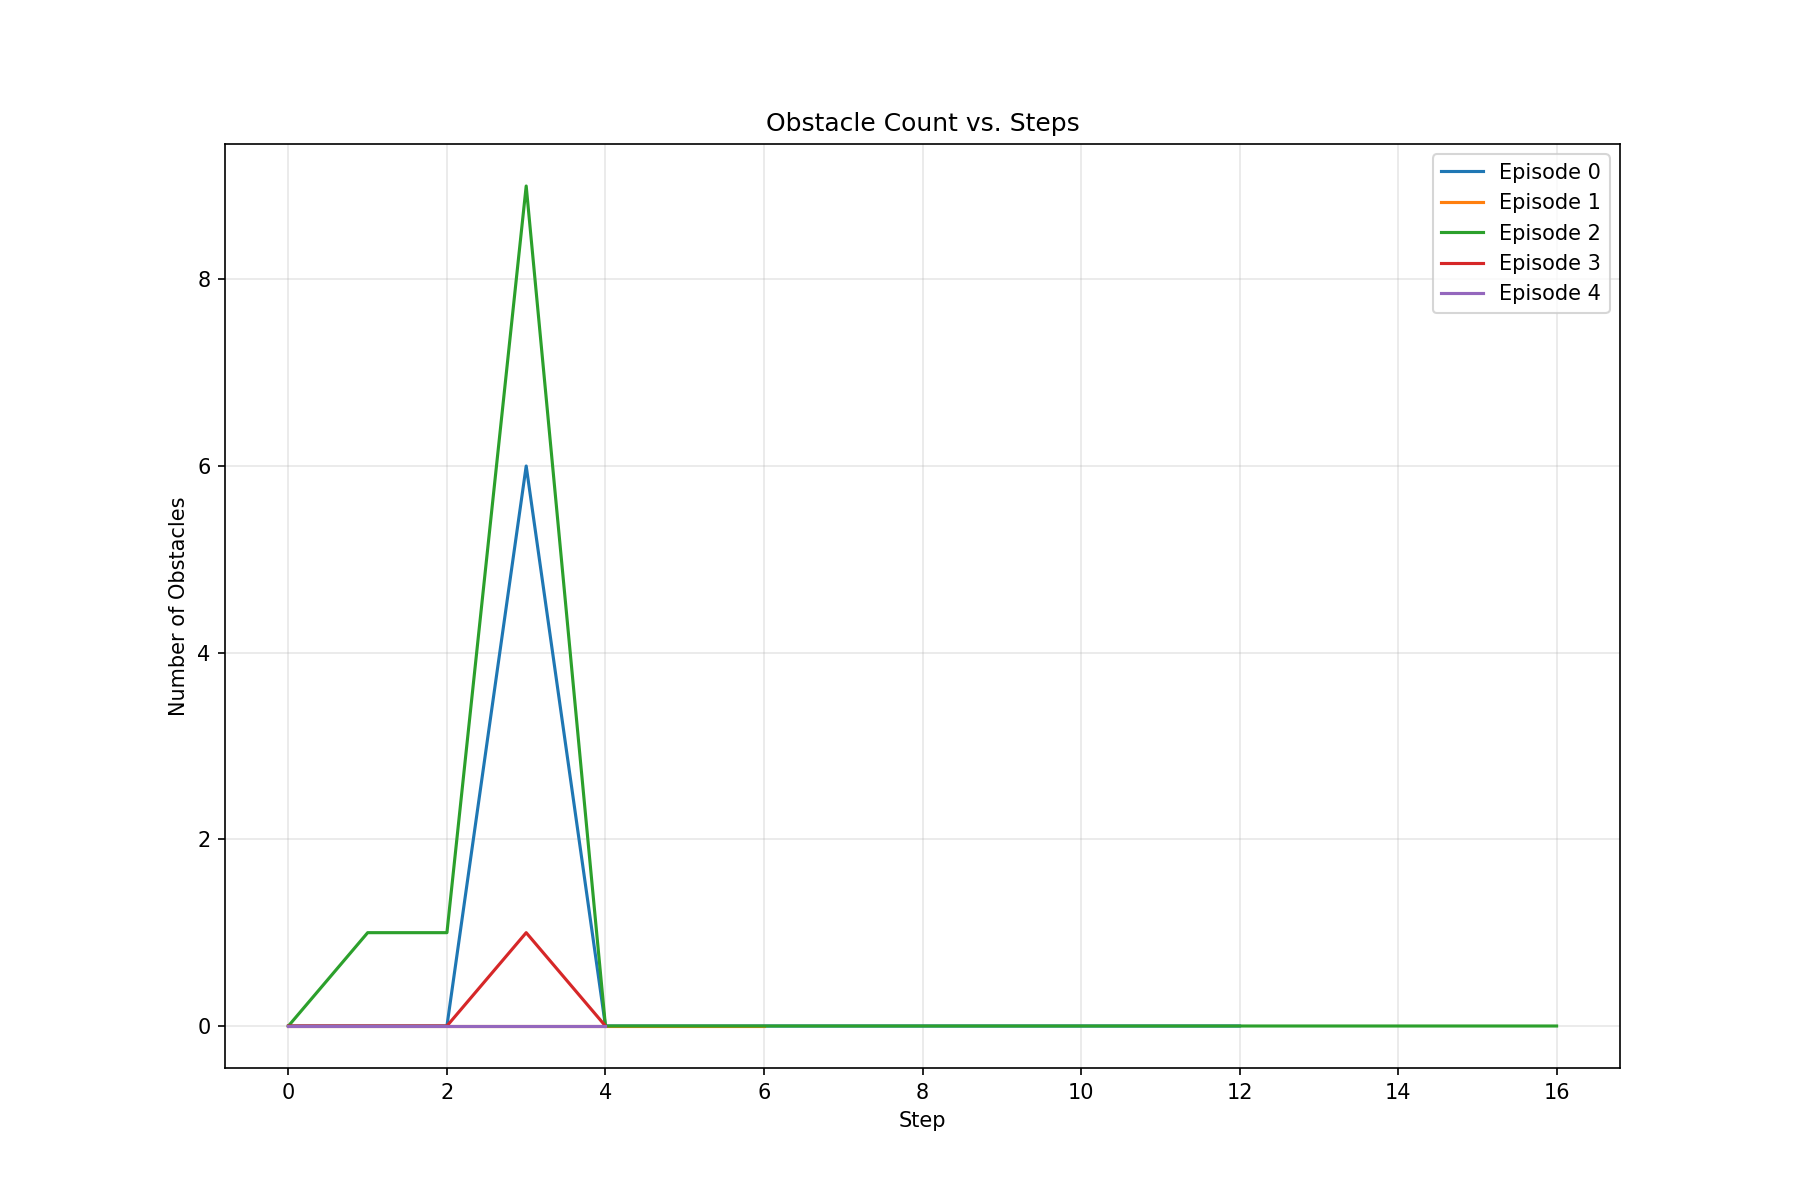 Obstacle Count vs. Steps
Episode 0
Episode 1
Episode 2
Episode 3
Episode 4
8
6
4
2
0
Number of Obstacles
0 2 4 6 8 10 12 14 16
Step